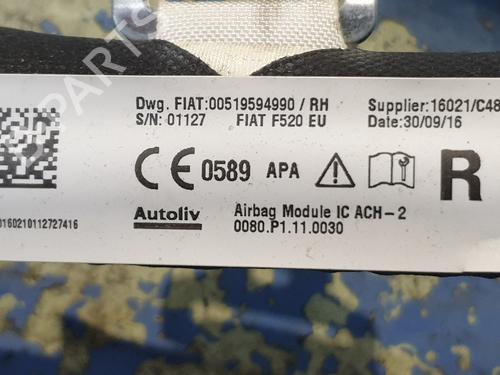 Dwg. FIAT:00519594990 / RH
Supplier:16021/C48
S/N: 01127 FIAT F520 EU
Date:30/09/16
CE 0589 APA
R
Autoliv
Airbag Module IC ACH-2
0080.P1.11.0030
0160210112727416
B-PARTS